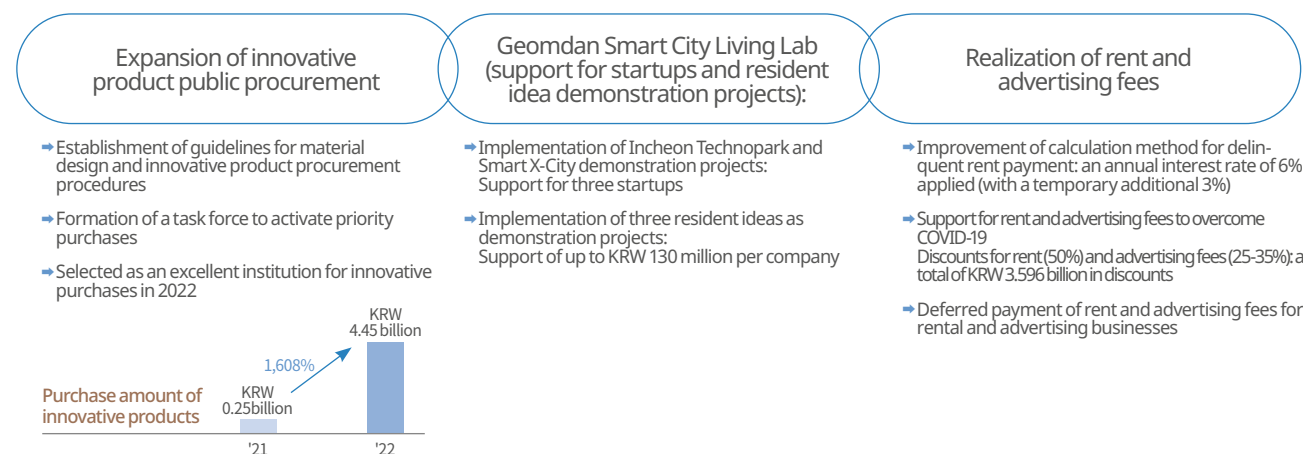 Expansion of innovative
product public procurement
➡Establishment of guidelines for material
design and innovative product procurement
procedures
➡Formation of a task force to activate priority
purchases
➡Selected as an excellent institution for innovative
purchases in 2022
KRW
4.45 billion
1,608%
KRW
0.25billion
Purchase amount of
innovative products
'21
'22
Geomdan Smart City Living Lab
(support for startups and resident
idea demonstration projects):
➡Implementation of Incheon Technopark and
Smart X-City demonstration projects:
Support for three startups
➡Implementation of three resident ideas as
demonstration projects:
Support of up to KRW 130 million per company
Realization of rent and
advertising fees
➡Improvement of calculation method for delin-
quent rent payment: an annual interest rate of 6%
applied (with a temporary additional 3%)
➡Support for rent and advertising fees to overcome
COVID-19
Discounts for rent (50%) and advertising fees (25-35%): a
total of KRW 3.596 billion in discounts
➡Deferred payment of rent and advertising fees for
rental and advertising businesses